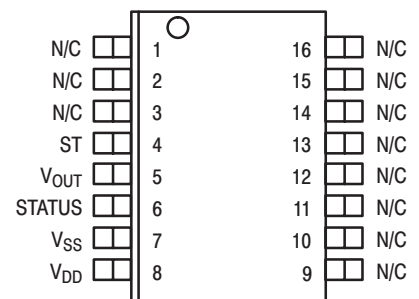 N/C 1 16 N/C
N/C 2 15 N/C
N/C 3 14 N/C
ST 4 13 N/C
VOUT 5 12 N/C
STATUS 6 11 N/C
VSS 7 10 N/C
VDD 8 9 N/C